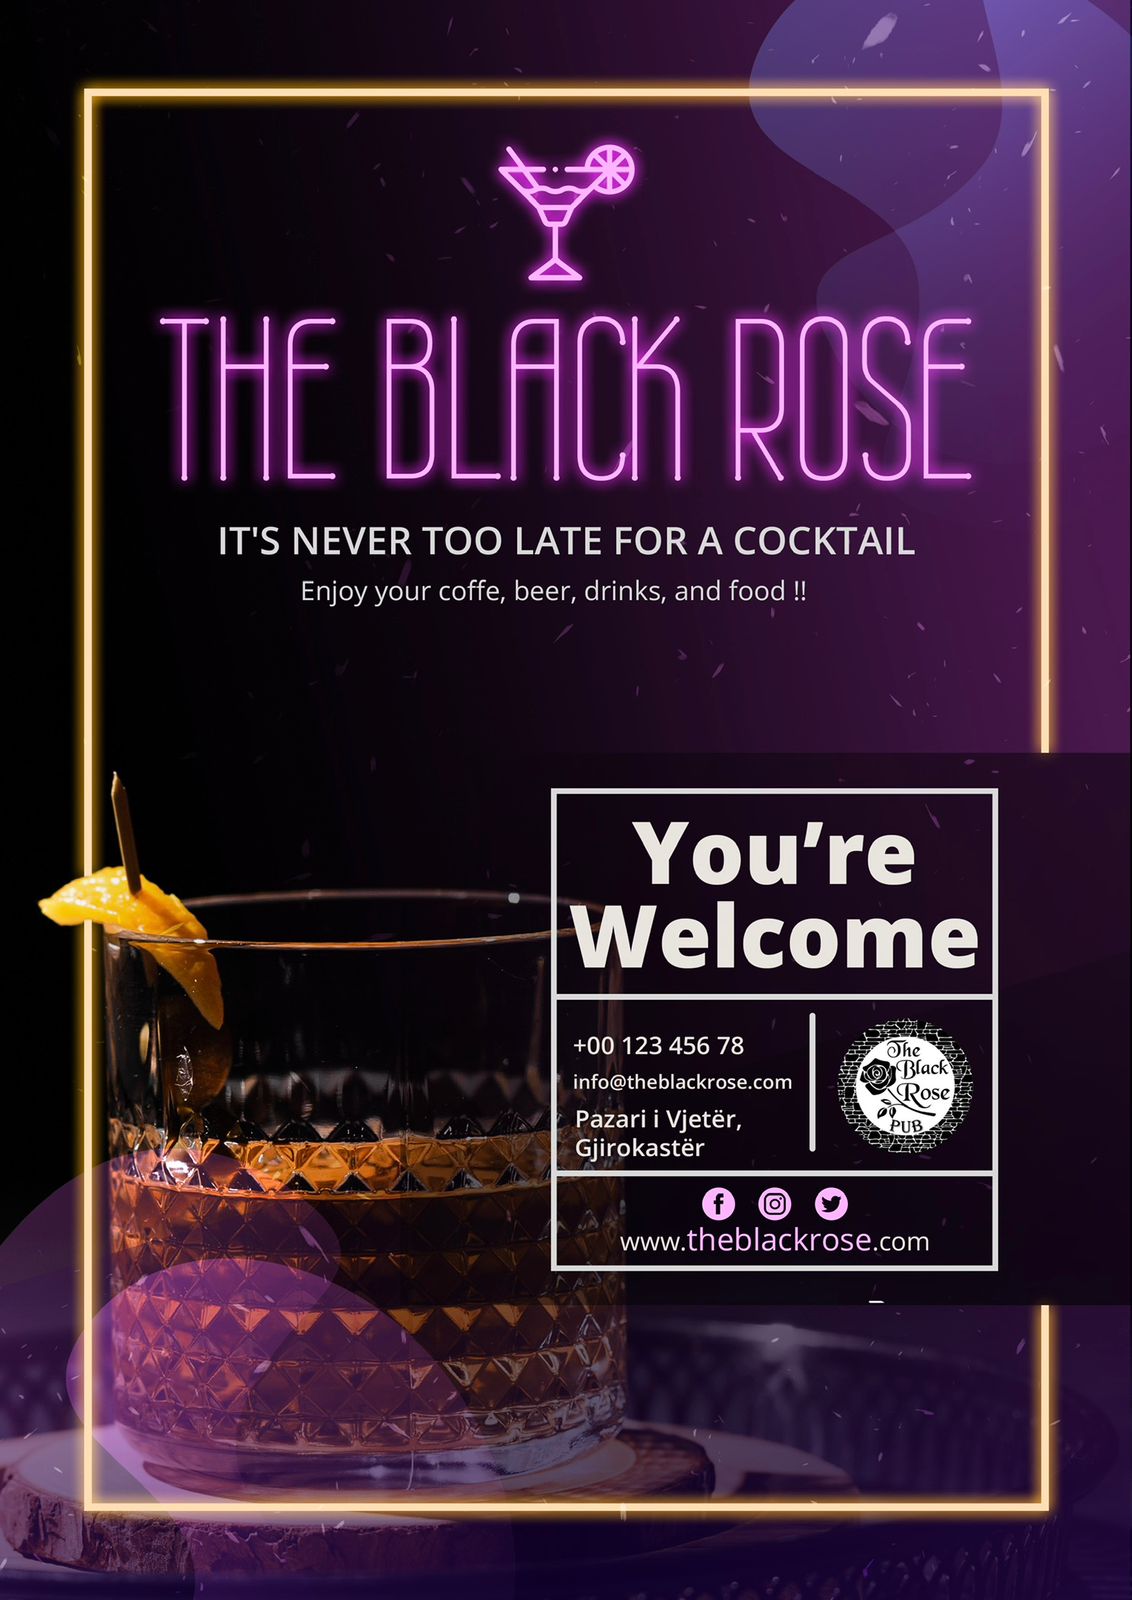 THE BLACK ROSE
IT'S NEVER TOO LATE FOR A COCKTAIL
Enjoy your coffe, beer, drinks, and food !!
You’re
Welcome
+00 123 456 78
info@theblackrose.com
Pazari i Vjetër,
Gjirokastër
The
Black
Rose
PUB
www.theblackrose.com